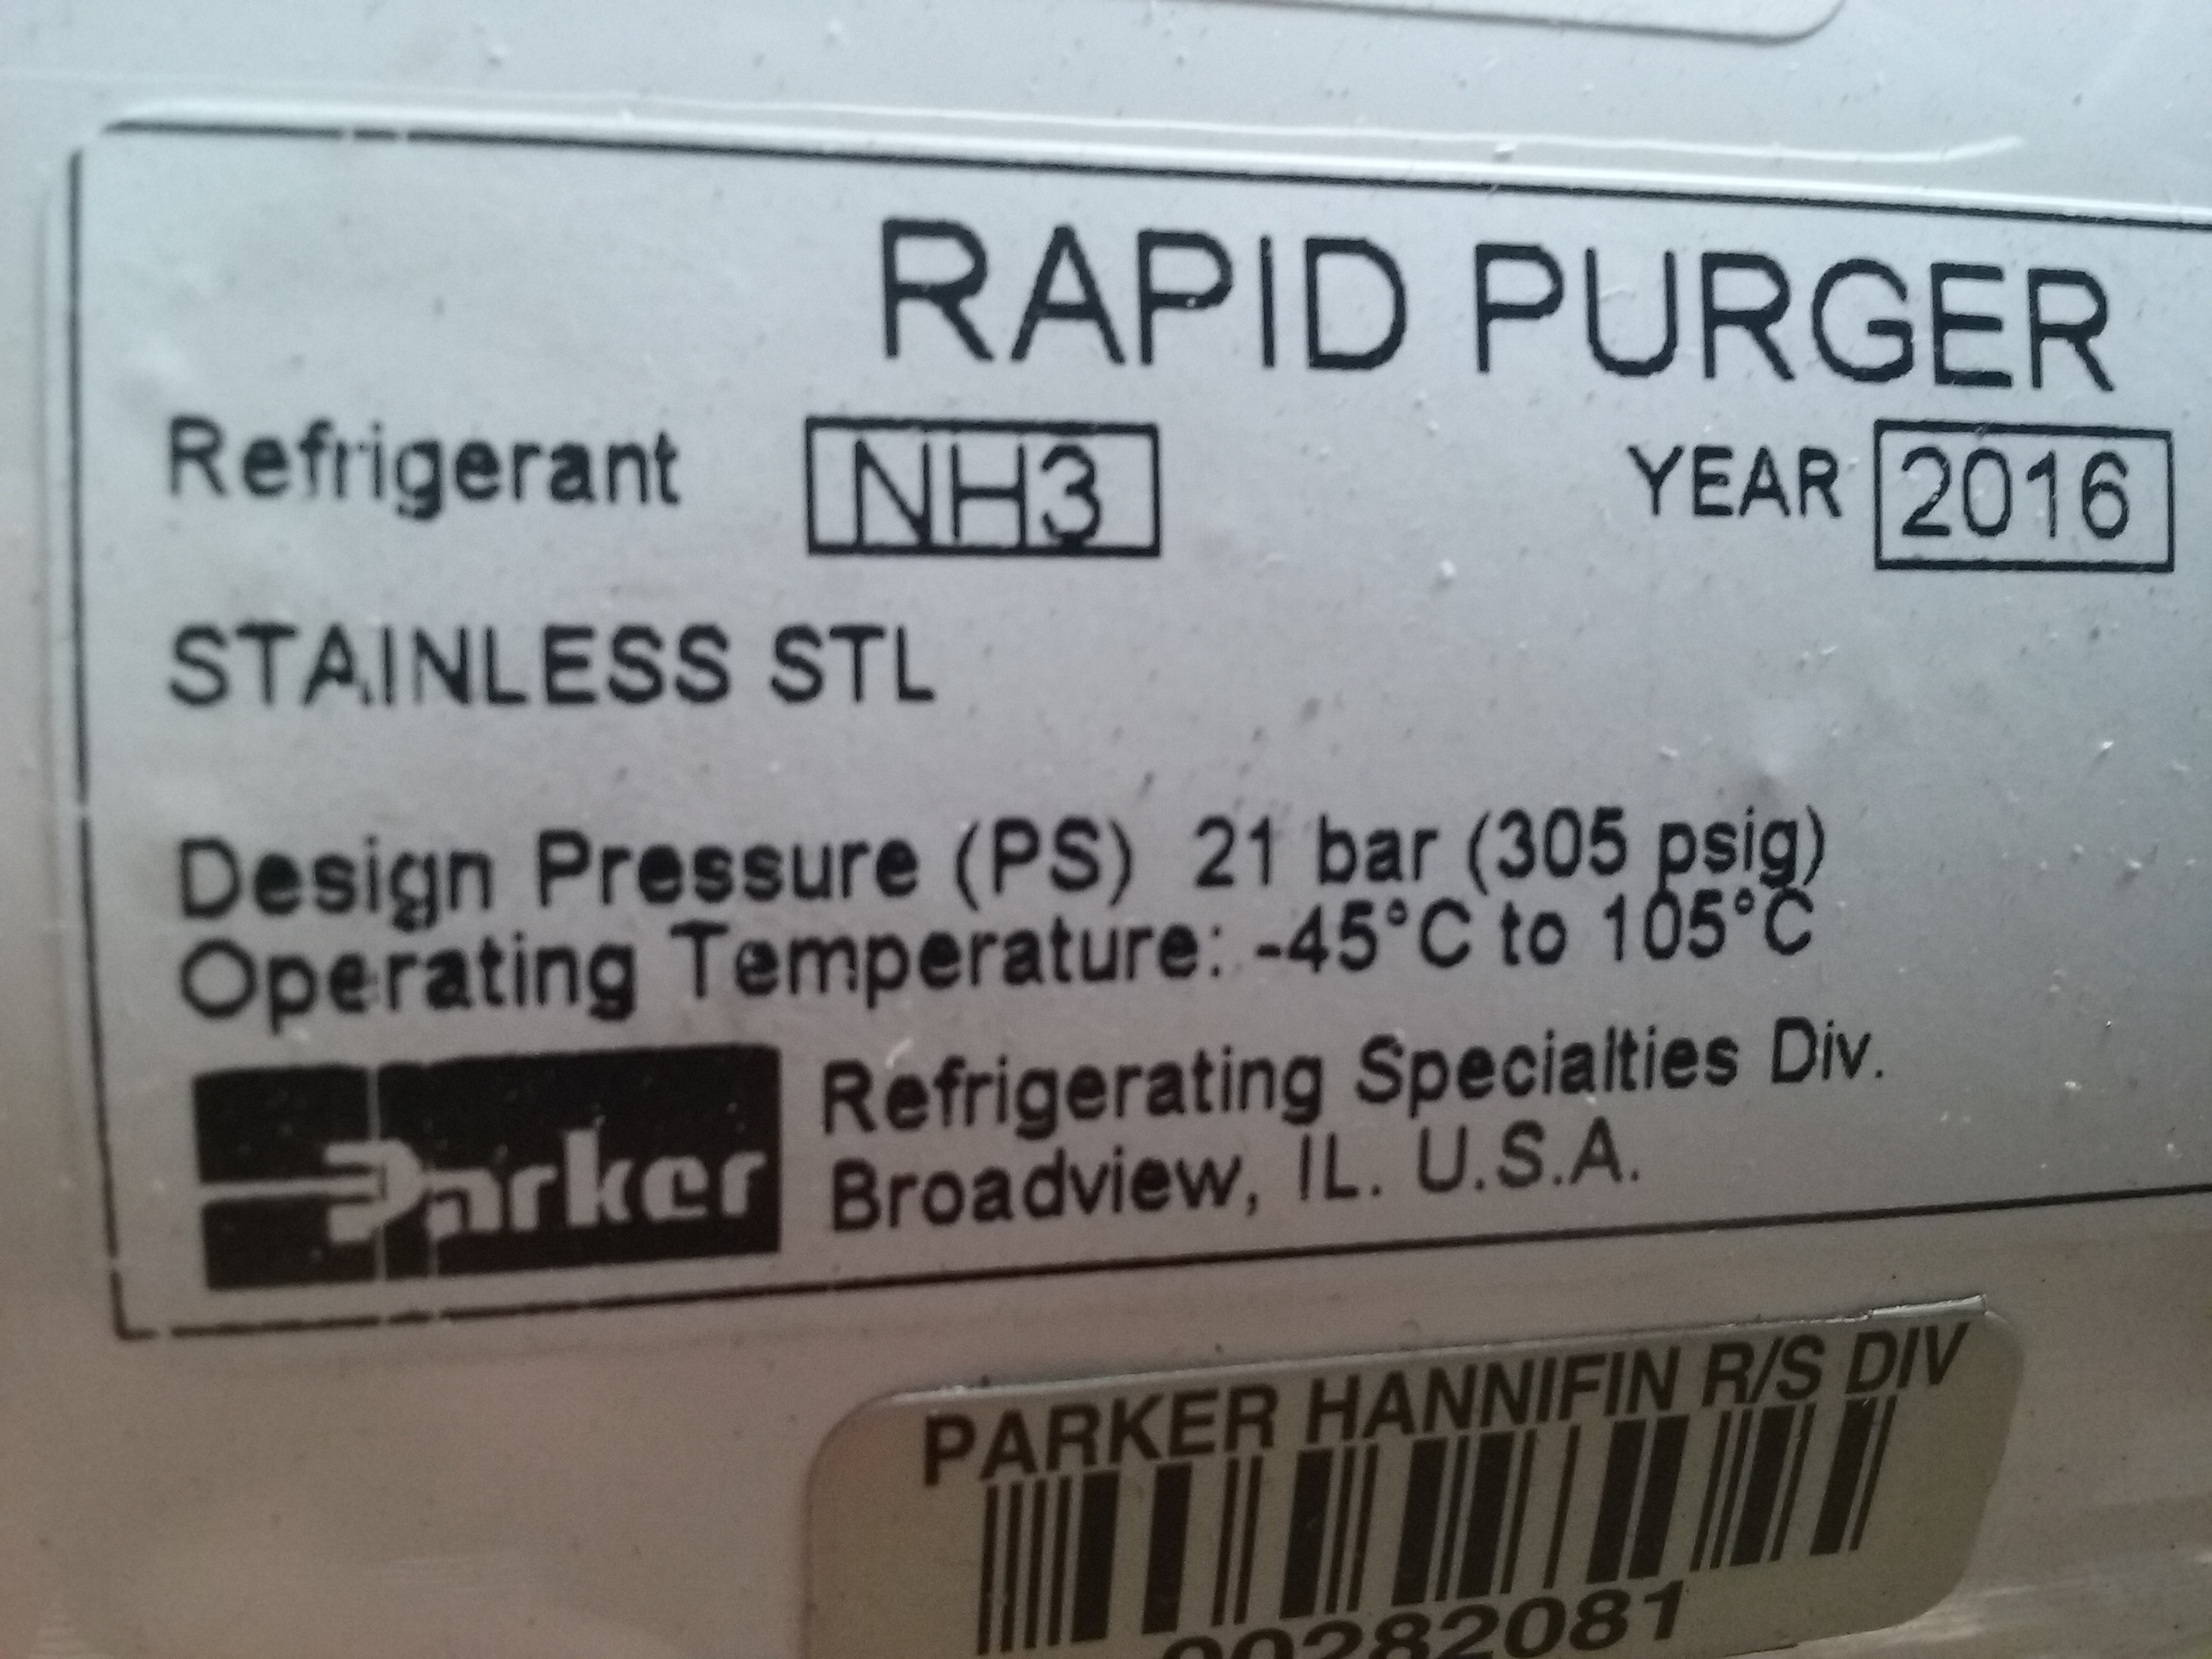 RAPID PURGER
Refrigerant NH3 YEAR 2016
STAINLESS STL
Design Pressure (PS) 21 bar (305 psig)
Operating Temperature: -45°C to 105°C
Parker Refrigerating Specialties Div.
Broadview, IL. U.S.A.
PARKER HANNIFIN R/S DIV
00282081